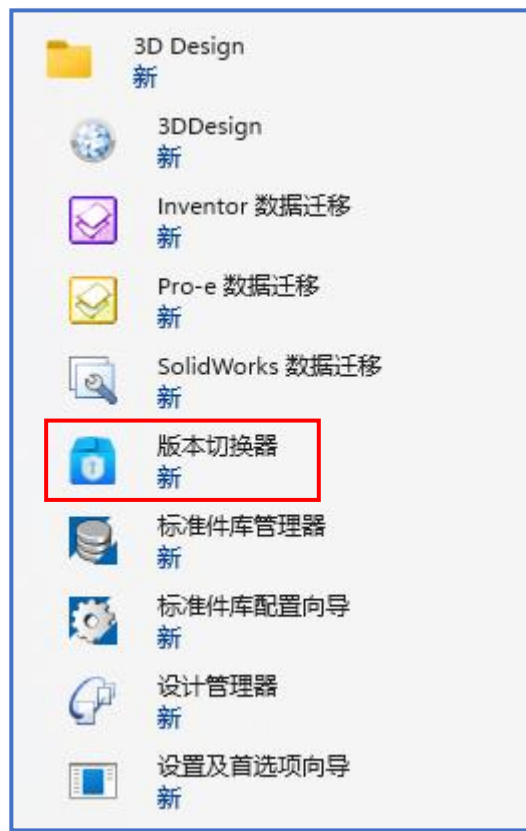 3D Design
新
3DDesign
新
Inventor 数据迁移
新
Pro-e 数据迁移
新
SolidWorks 数据迁移
新
版本切换器
新
标准件库管理器
新
标准件库配置向导
新
设计管理器
新
设置及首选项向导
新